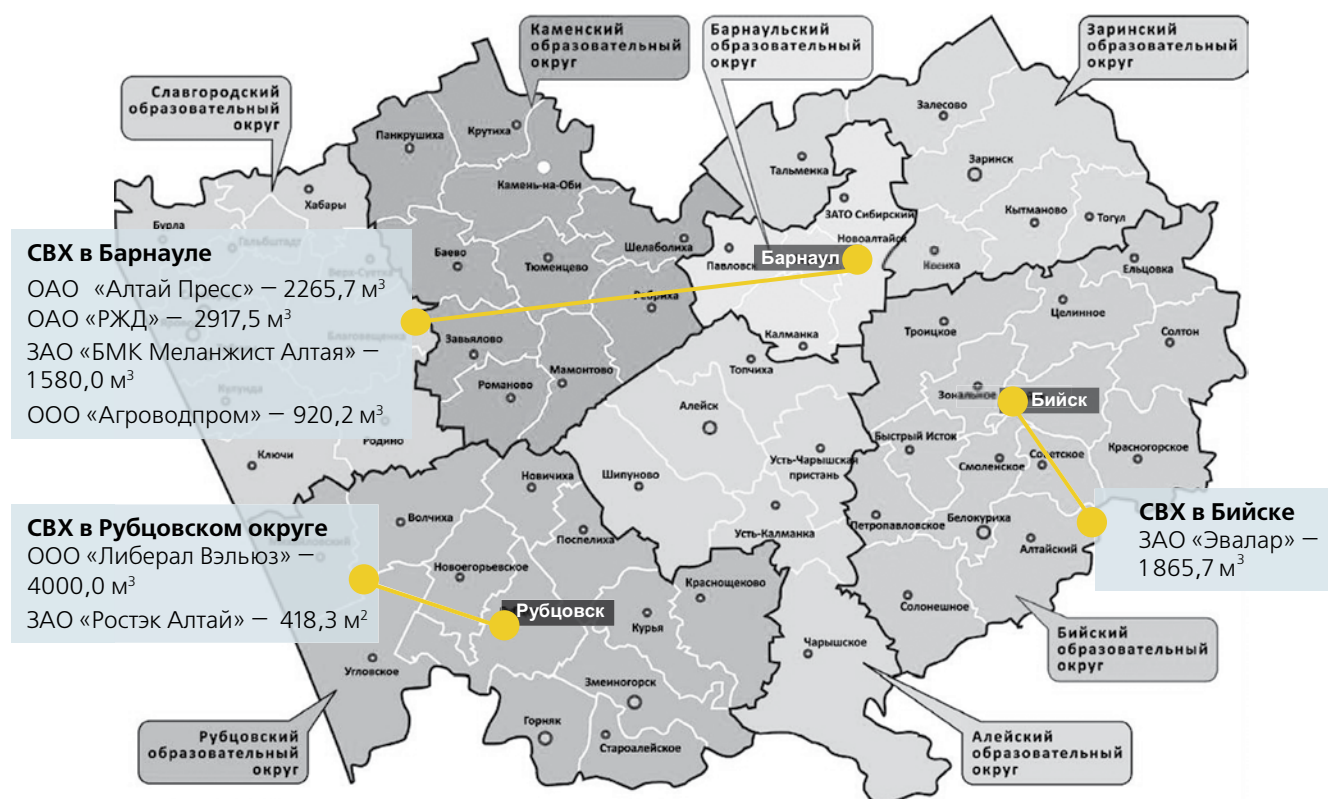 Каменский
образовательный
округ
Барнаульский
образовательный
округ
Заринский
образовательный
округ
Славгородский
образовательный
округ
Залесово
Панкрушиха
Крутиха
Тальменка
Заринск
Камень-на-Оби
Хабары
ЗАТО Сибирский
Кытманово
Тогул
Бурла
Гальбштадт
Шелаболиха
Павловск
Новоалтайск
Барнаул
Косиха
Ельцовка
СВХ в Барнауле
ОАО «Алтай Пресс» — 2265,7 м³
ОАО «РЖД» — 2917,5 м³
ЗАО «БМК Меланжист Алтая» —
1580,0 м³
ООО «Агроводпром» — 920,2 м³
Баево
Тюменцево
Ребриха
Целинное
Троицкое
Солтон
Благовещенка
Завьялово
Калманка
Топчиха
Романово
Мамонтово
Кулунда
Алейск
Зональное
Бийск
Родино
Быстрый Исток
Красногорское
Ключи
Усть-Чарышская
пристань
Смоленское
Советское
Шипуново
Новичиха
СВХ в Рубцовском округе
ООО «Либерал Вэльюз» —
4000,0 м³
ЗАО «Ростэк Алтай» — 418,3 м²
Волчиха
Поспелиха
Усть-Калманка
Петропавловское
Белокуриха
Алтайский
СВХ в Бийске
ЗАО «Эвалар» —
1865,7 м³
Новоегорьевское
Краснощеково
Солонешное
Рубцовск
Курья
Чарышское
Бийский
образовательный
округ
Угловское
Змеиногорск
Горняк
Староалейское
Рубцовский
образовательный
округ
Алейский
образовательный
округ